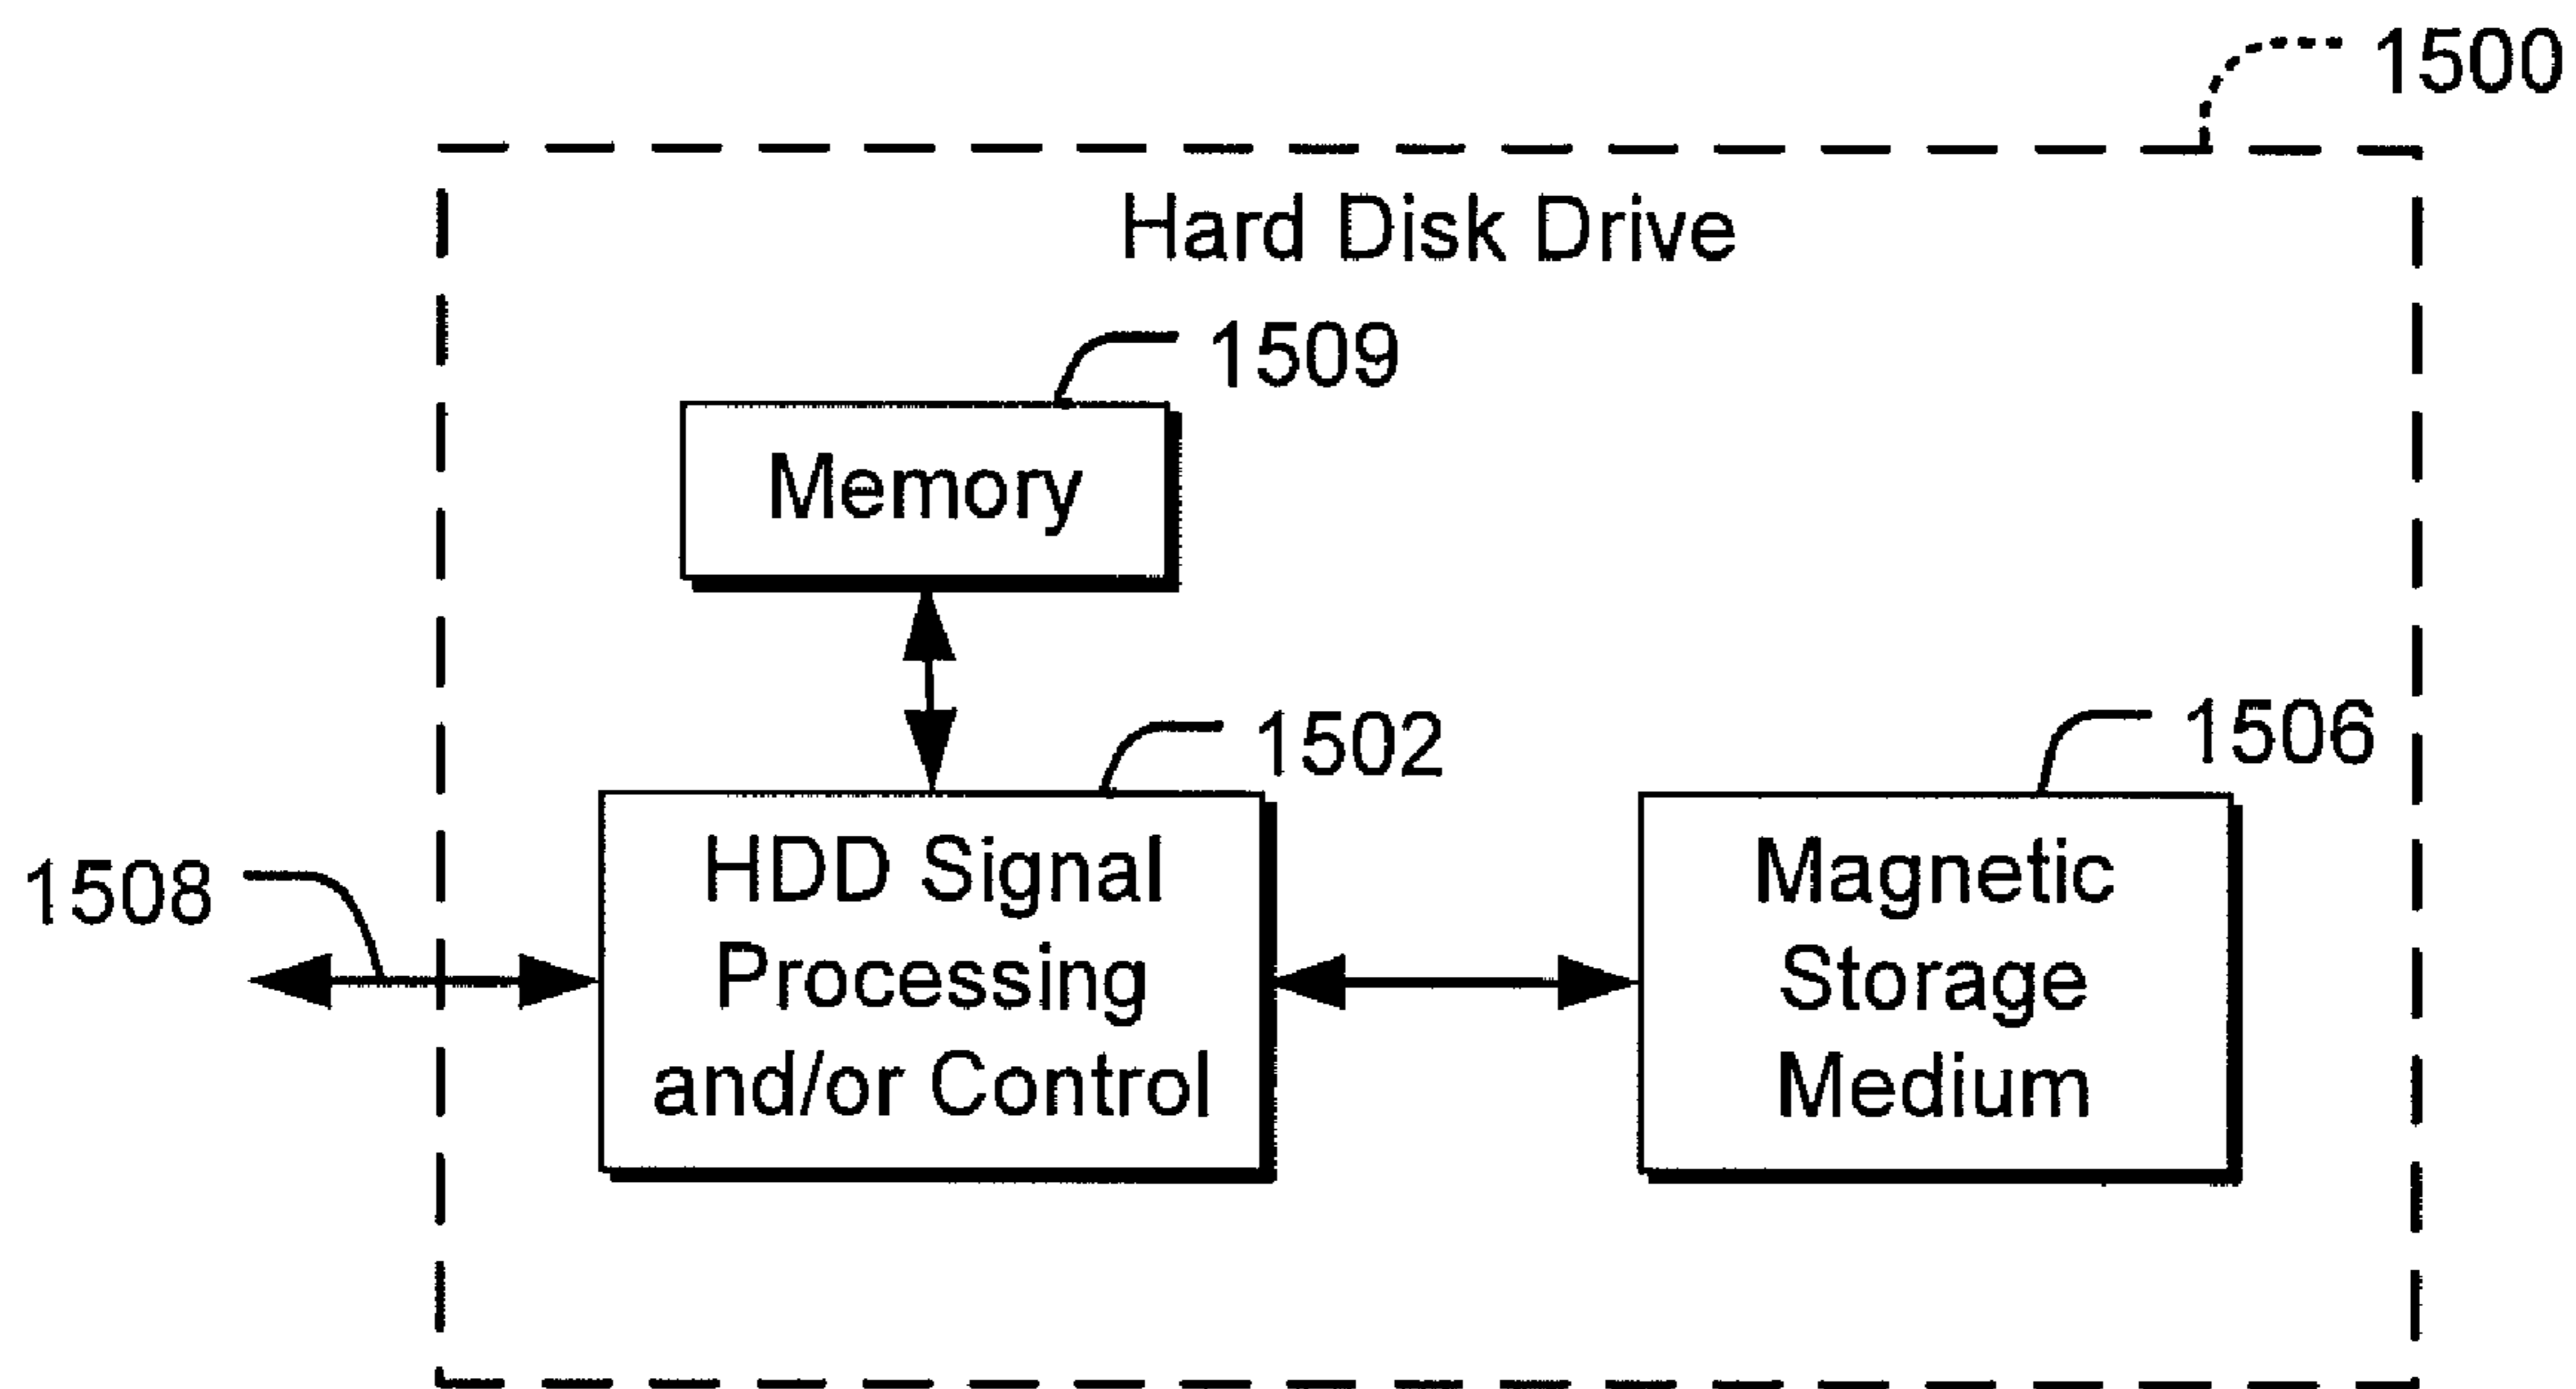 1500
Hard Disk Drive
1509
Memory
1502
1506
1508
HDD Signal
Processing
and/or Control
Magnetic
Storage
Medium